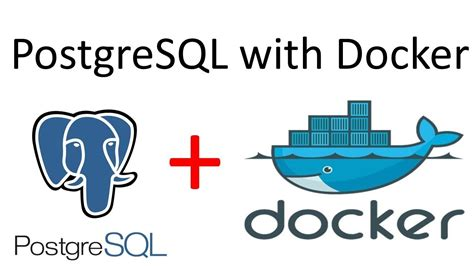 PostgreSQL with Docker
+
PostgreSQL
docker